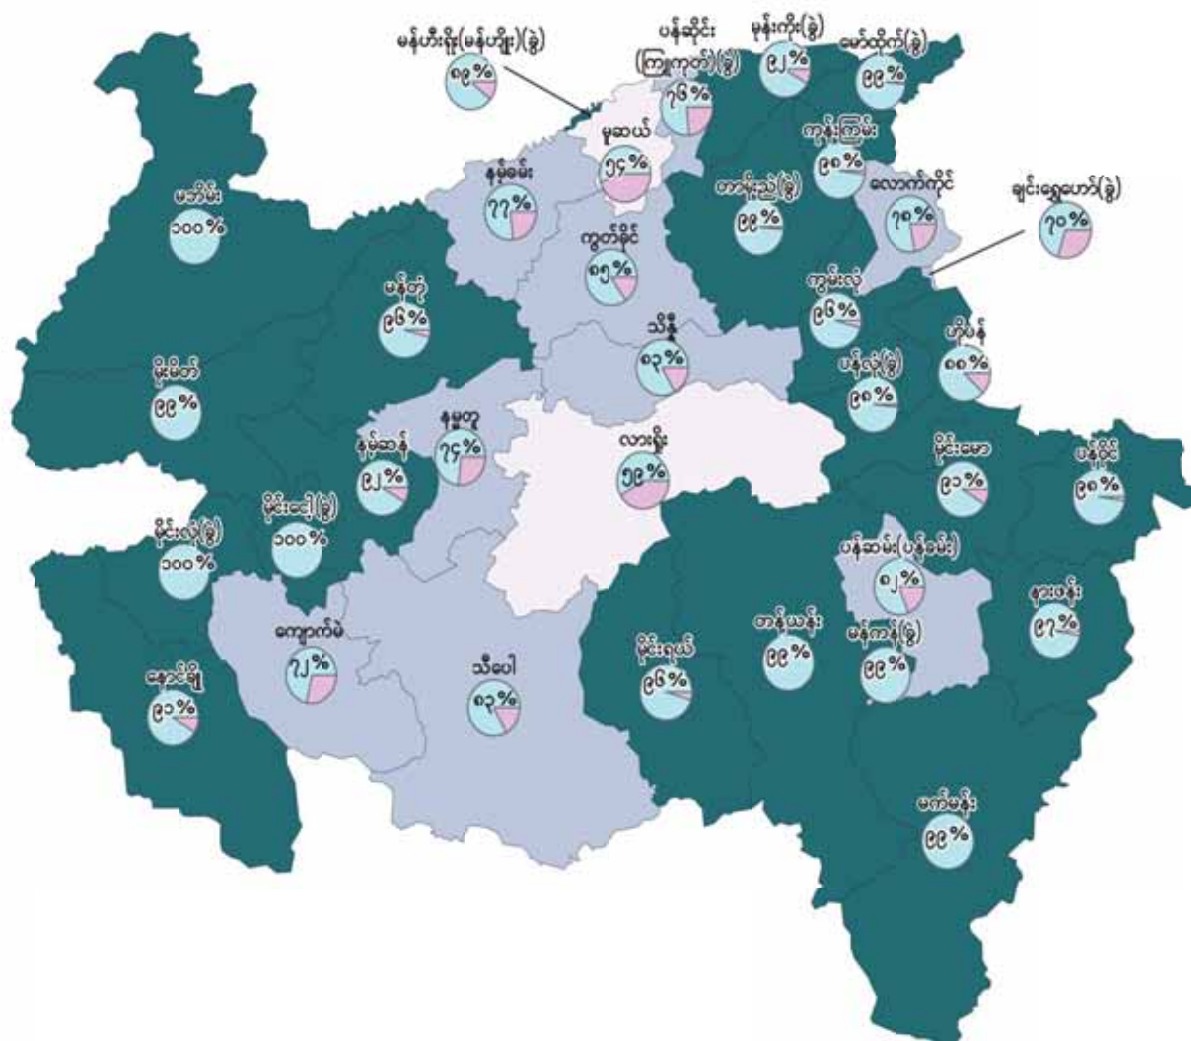 မန်ဟီးရိုး(မန်ဟျိုး)(ခွဲ)
၈၉%
ပန်ဆိုင်း
(ကြူကုတ်)(ခွဲ)
၇၆%
မုန်းကိုး(ခွဲ)
၉၂%
မော်ထိုက်(ခွဲ)
၉၉%
မူဆယ်
၅၄%
ကုန်းကြမ်း
၉၈%
နမ့်ခမ်း
၇၇%
တာမိုးညဲ(ခွဲ)
၉၉%
လောက်ကိုင်
၇၈%
ချင်းရွှေဟော်(ခွဲ)
၇၀%
မဘိမ်း
၁၀၀%
ကွတ်ခိုင်
၈၅%
မန်တုံ
၉၆%
ကွမ်းလုံ
၉၆%
သိန္နီ
၈၃%
ဟိုပန်
၈၈%
မိုးမိတ်
၉၉%
ပန်လုံ(ခွဲ)
၉၈%
နမ္မတူ
၇၄%
နမ့်ဆန်
၉၂%
လားရှိုး
၅၉%
မိုင်းမော
၉၁%
ပန်ဝိုင်
၉၈%
မိုင်းငေါ့(ခွဲ)
၁၀၀%
မိုင်းလုံ(ခွဲ)
၁၀၀%
ပန်ဆမ်း(ပန်ခမ်း)
၈၂%
နားဖန်း
၉၇%
ကျောက်မဲ
၇၂%
တန်ယန်း
၉၉%
မန်ကန်(ခွဲ)
၉၉%
မိုင်းရယ်
၉၆%
သီပေါ
၈၃%
နောင်ချို
၉၁%
မက်မန်း
၉၉%